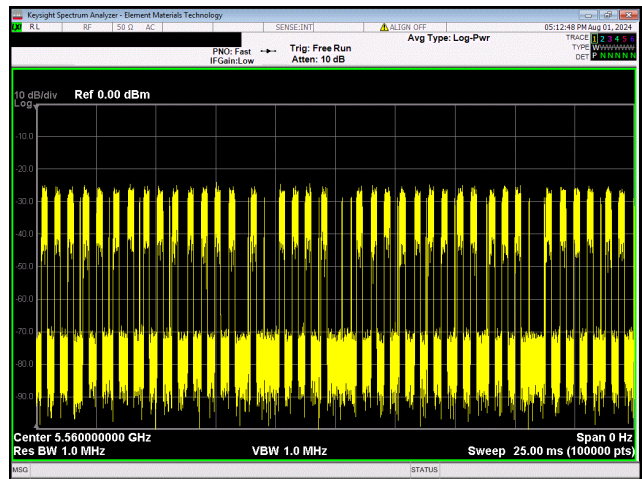 Keysight Spectrum Analyzer - Element Materials Technology
RL RF 50 Ω AC SENSE:INT ALIGN OFF 05:12:48 PM Aug 01, 2024
Avg Type: Log-Pwr TRACE 1 2 3 4 5 6
PNO: Fast Trig: Free Run TYPE W
IFGain:Low Atten: 10 dB DET P N N N N N
10 dB/div Ref 0.00 dBm
Log
-10.0
-20.0
-30.0
-40.0
-50.0
-60.0
-70.0
-80.0
-90.0
Center 5.560000000 GHz Span 0 Hz
Res BW 1.0 MHz VBW 1.0 MHz Sweep 25.00 ms (100000 pts)
MSG STATUS